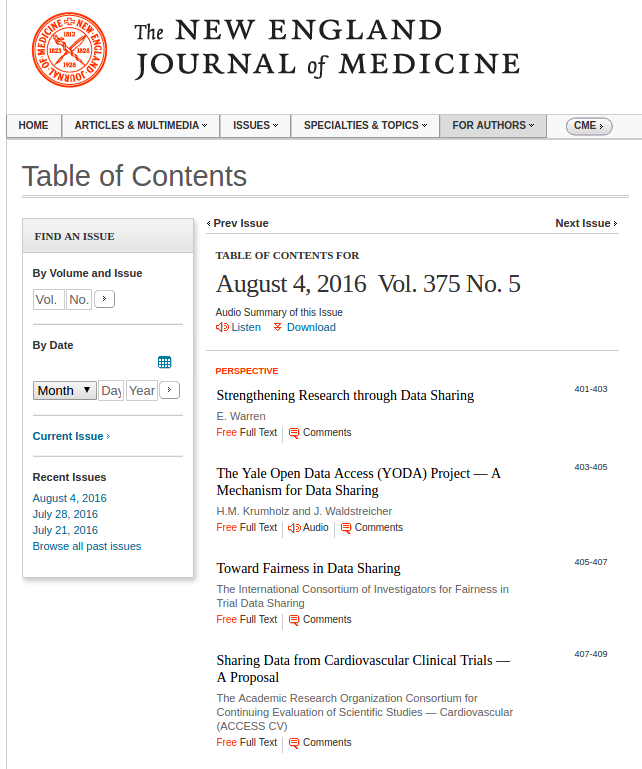 The NEW ENGLAND
JOURNAL of MEDICINE
NEW-ENGLAND JOURNAL OF MEDICINE
1812
1823 1828
1928
HOME ARTICLES & MULTIMEDIA ISSUES SPECIALTIES & TOPICS FOR AUTHORS CME
Table of Contents
FIND AN ISSUE
By Volume and Issue
Vol. No.
By Date
Month Day Year
Current Issue
Recent Issues
August 4, 2016
July 28, 2016
July 21, 2016
Browse all past issues
Prev Issue Next Issue
TABLE OF CONTENTS FOR
August 4, 2016 Vol. 375 No. 5
Audio Summary of this Issue
Listen Download
PERSPECTIVE
Strengthening Research through Data Sharing 401-403
E. Warren
Free Full Text Comments
The Yale Open Data Access (YODA) Project — A 403-405
Mechanism for Data Sharing
H.M. Krumholz and J. Waldstreicher
Free Full Text Audio Comments
Toward Fairness in Data Sharing 405-407
The International Consortium of Investigators for Fairness in
Trial Data Sharing
Free Full Text Comments
Sharing Data from Cardiovascular Clinical Trials — 407-409
A Proposal
The Academic Research Organization Consortium for
Continuing Evaluation of Scientific Studies — Cardiovascular
(ACCESS CV)
Free Full Text Comments